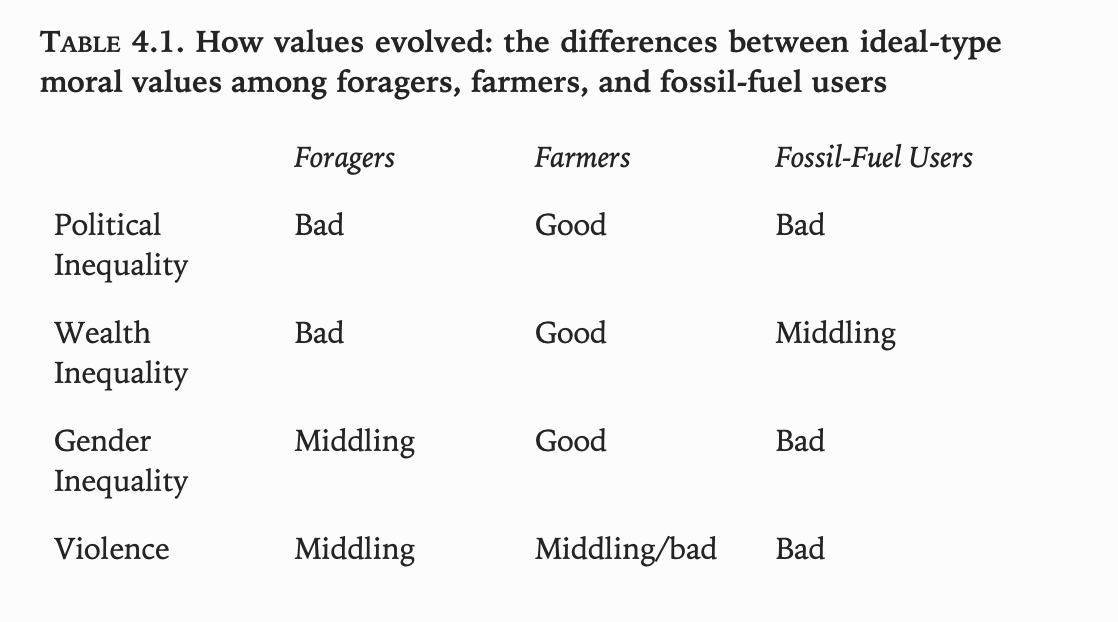 TABLE 4.1. How values evolved: the differences between ideal-type
moral values among foragers, farmers, and fossil-fuel users
Foragers Farmers Fossil-Fuel Users
Political Bad Good Bad
Inequality
Wealth Bad Good Middling
Inequality
Gender Middling Good Bad
Inequality
Violence Middling Middling/bad Bad